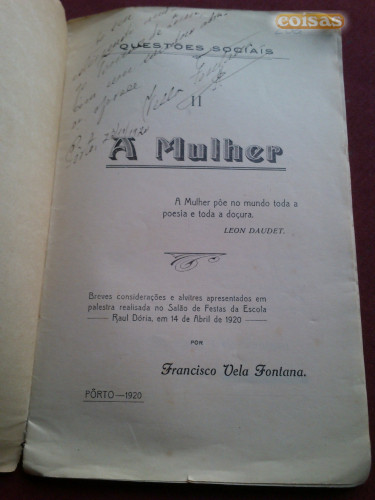 coisas
QUESTÕES SOCIAIS
II
A Mulher
A Mulher põe no mundo toda a
poesia e toda a doçura.
LEON DAUDET.
Breves considerações e alvitres apresentados em
palestra realisada no Salão de Festas da Escola
Raul Dória, em 14 de Abril de 1920
POR
Francisco Vela Fontana.
PÔRTO—1920